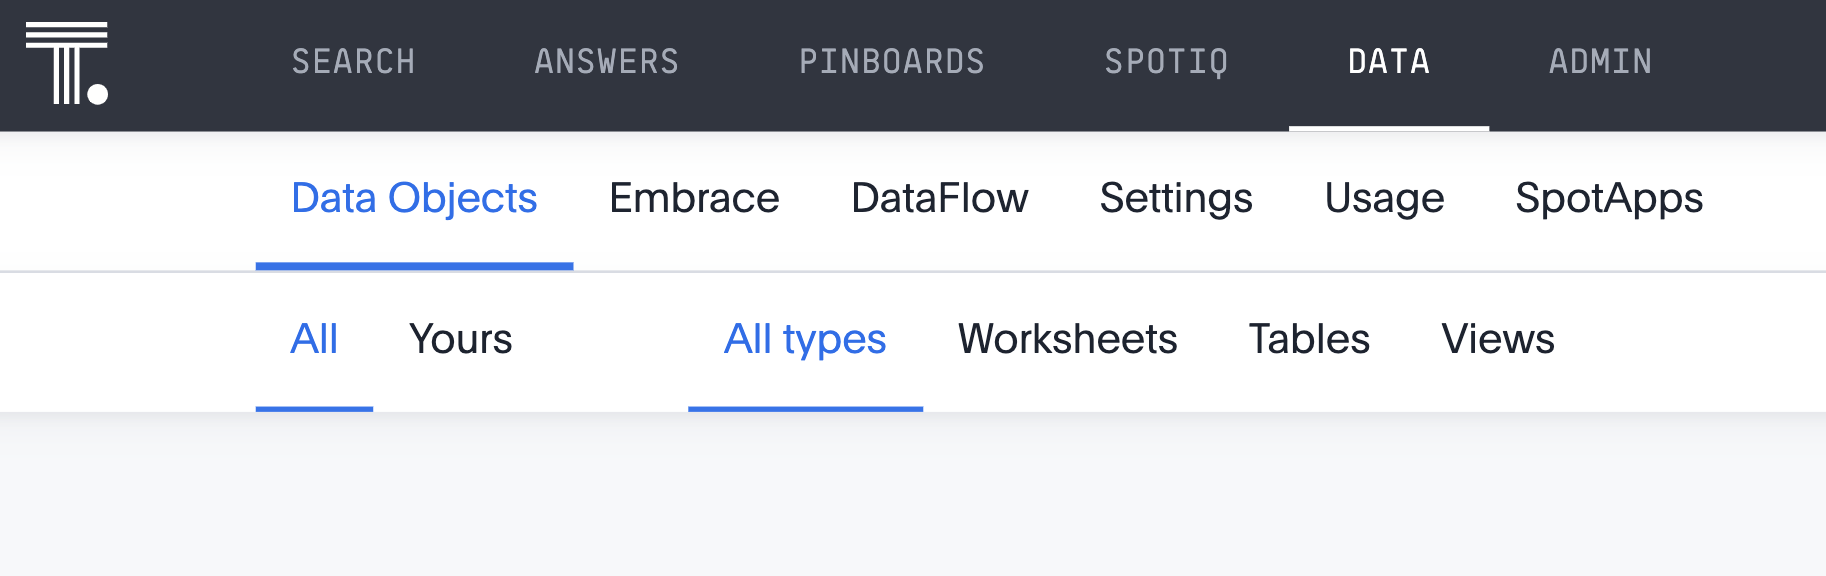 SEARCH ANSWERS PINBOARDS SPOTIQ DATA ADMIN
Data Objects Embrace DataFlow Settings Usage SpotApps
All Yours All types Worksheets Tables Views